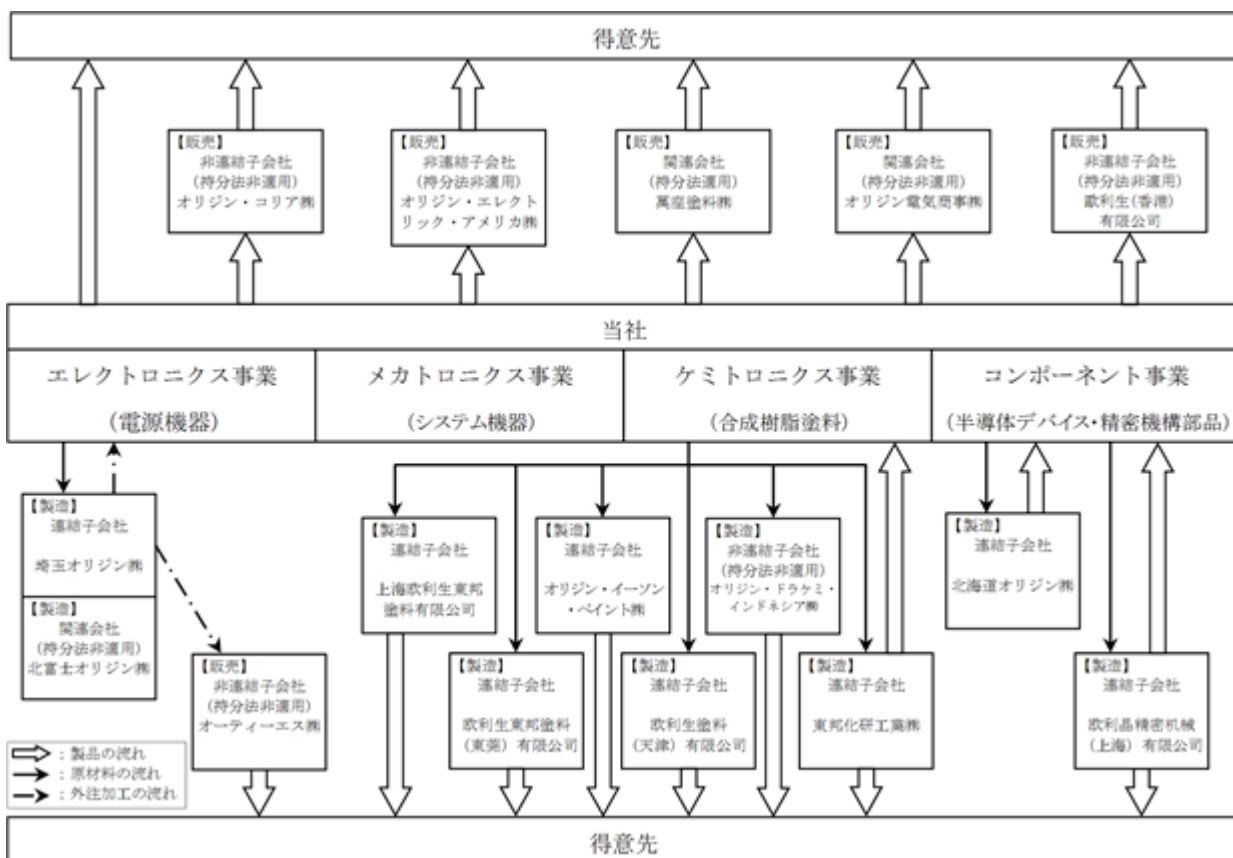 得意先
【販売】
非連結子会社
(持分法非適用)
オリジン・コリア㈱
【販売】
非連結子会社
(持分法非適用)
オリジン・エレクト
リック・アメリカ㈱
【販売】
関連会社
(持分法適用)
萬座塗料㈱
【販売】
関連会社
(持分法非適用)
オリジン電気商事㈱
【販売】
非連結子会社
(持分法非適用)
欧利生(香港)
有限公司
当社
エレクトロニクス事業
(電源機器)
メカトロニクス事業
(システム機器)
ケミトロニクス事業
(合成樹脂塗料)
コンポーネント事業
(半導体デバイス・精密機構部品)
【製造】
連結子会社
埼玉オリジン㈱
【製造】
関連会社
(持分法非適用)
北富士オリジン㈱
【販売】
非連結子会社
(持分法非適用)
オーティーエス㈱
【製造】
連結子会社
上海欧利生東邦
塗料有限公司
【製造】
連結子会社
欧利生東邦塗料
(東莞)有限公司
【製造】
連結子会社
オリジン・イーソン
・ペイント㈱
【製造】
連結子会社
欧利生塗料
(天津)有限公司
【製造】
非連結子会社
(持分法非適用)
オリジン・ドラケミ・
インドネシア㈱
【製造】
連結子会社
東邦化研工業㈱
【製造】
連結子会社
北海道オリジン㈱
【製造】
連結子会社
欧利晶精密机械
(上海)有限公司
:製品の流れ
:原材料の流れ
:外注加工の流れ
得意先